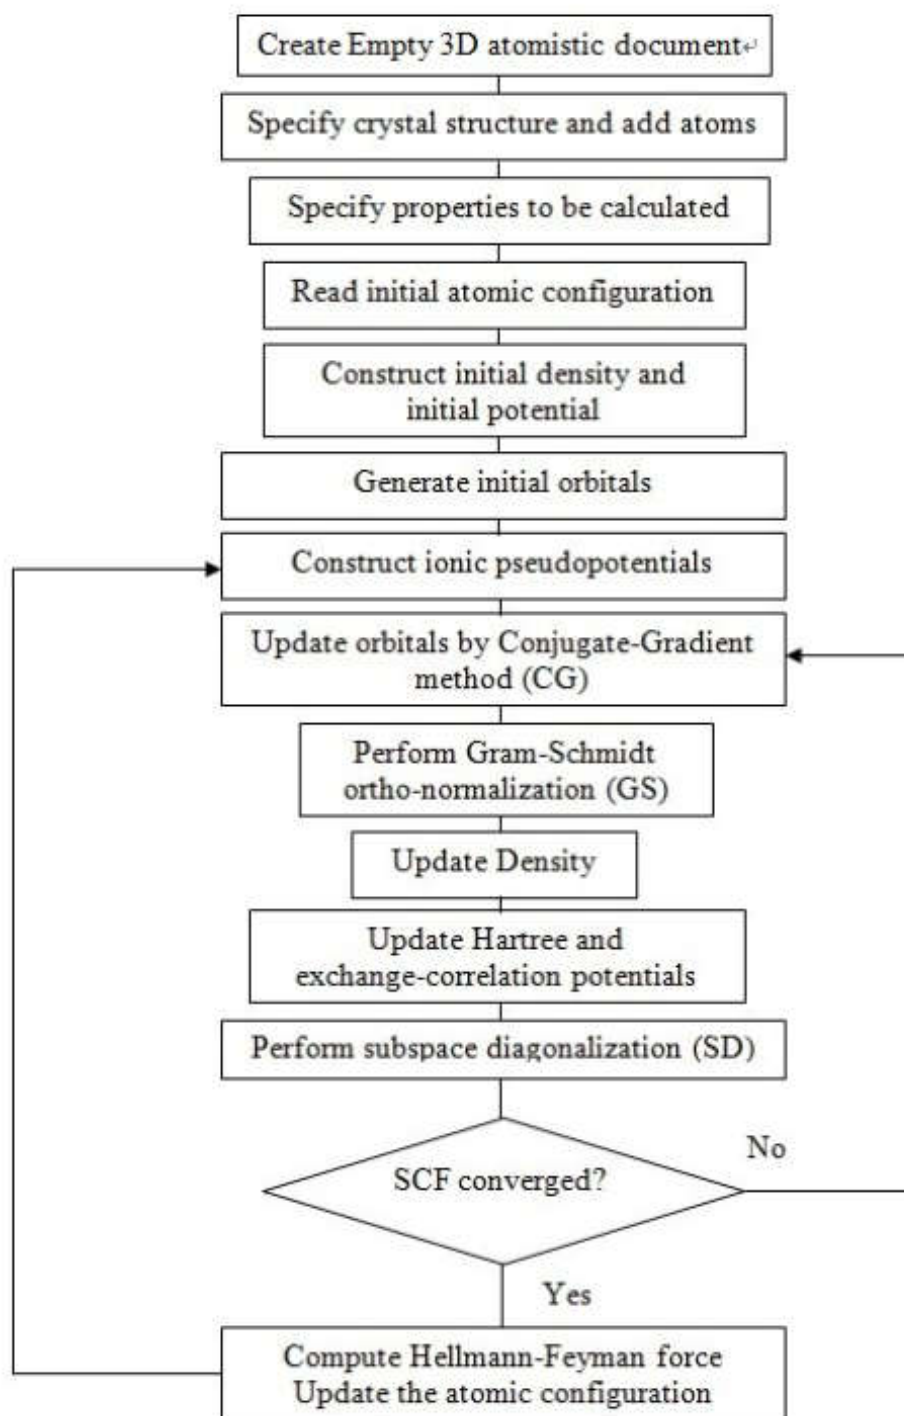 Create Empty 3D atomistic document↵
Specify crystal structure and add atoms
Specify properties to be calculated
Read initial atomic configuration
Construct initial density and
initial potential
Generate initial orbitals
Construct ionic pseudopotentials
Update orbitals by Conjugate-Gradient
method (CG)
Perform Gram-Schmidt
ortho-normalization (GS)
Update Density
Update Hartree and
exchange-correlation potentials
Perform subspace diagonalization (SD)
No
SCF converged?
Yes
Compute Hellmann-Feyman force
Update the atomic configuration